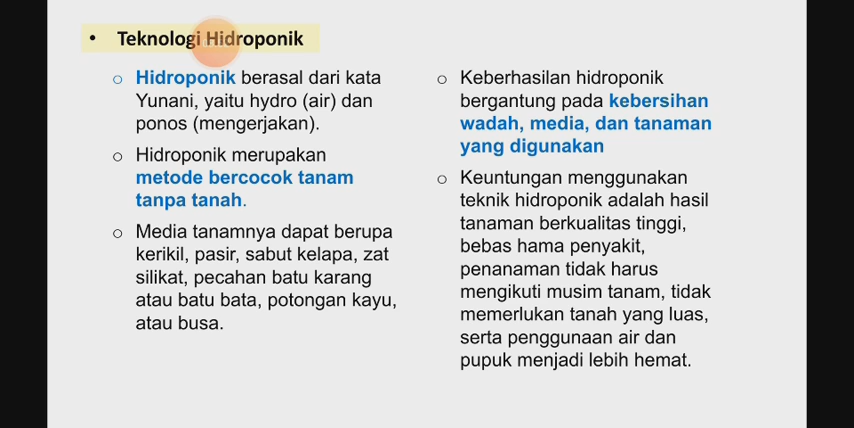 • Teknologi Hidroponik
o Hidroponik berasal dari kata
Yunani, yaitu hydro (air) dan
ponos (mengerjakan).
o Hidroponik merupakan
metode bercocok tanam
tanpa tanah.
o Media tanamnya dapat berupa
kerikil, pasir, sabut kelapa, zat
silikat, pecahan batu karang
atau batu bata, potongan kayu,
atau busa.
o Keberhasilan hidroponik
bergantung pada kebersihan
wadah, media, dan tanaman
yang digunakan
o Keuntungan menggunakan
teknik hidroponik adalah hasil
tanaman berkualitas tinggi,
bebas hama penyakit,
penanaman tidak harus
mengikuti musim tanam, tidak
memerlukan tanah yang luas,
serta penggunaan air dan
pupuk menjadi lebih hemat.